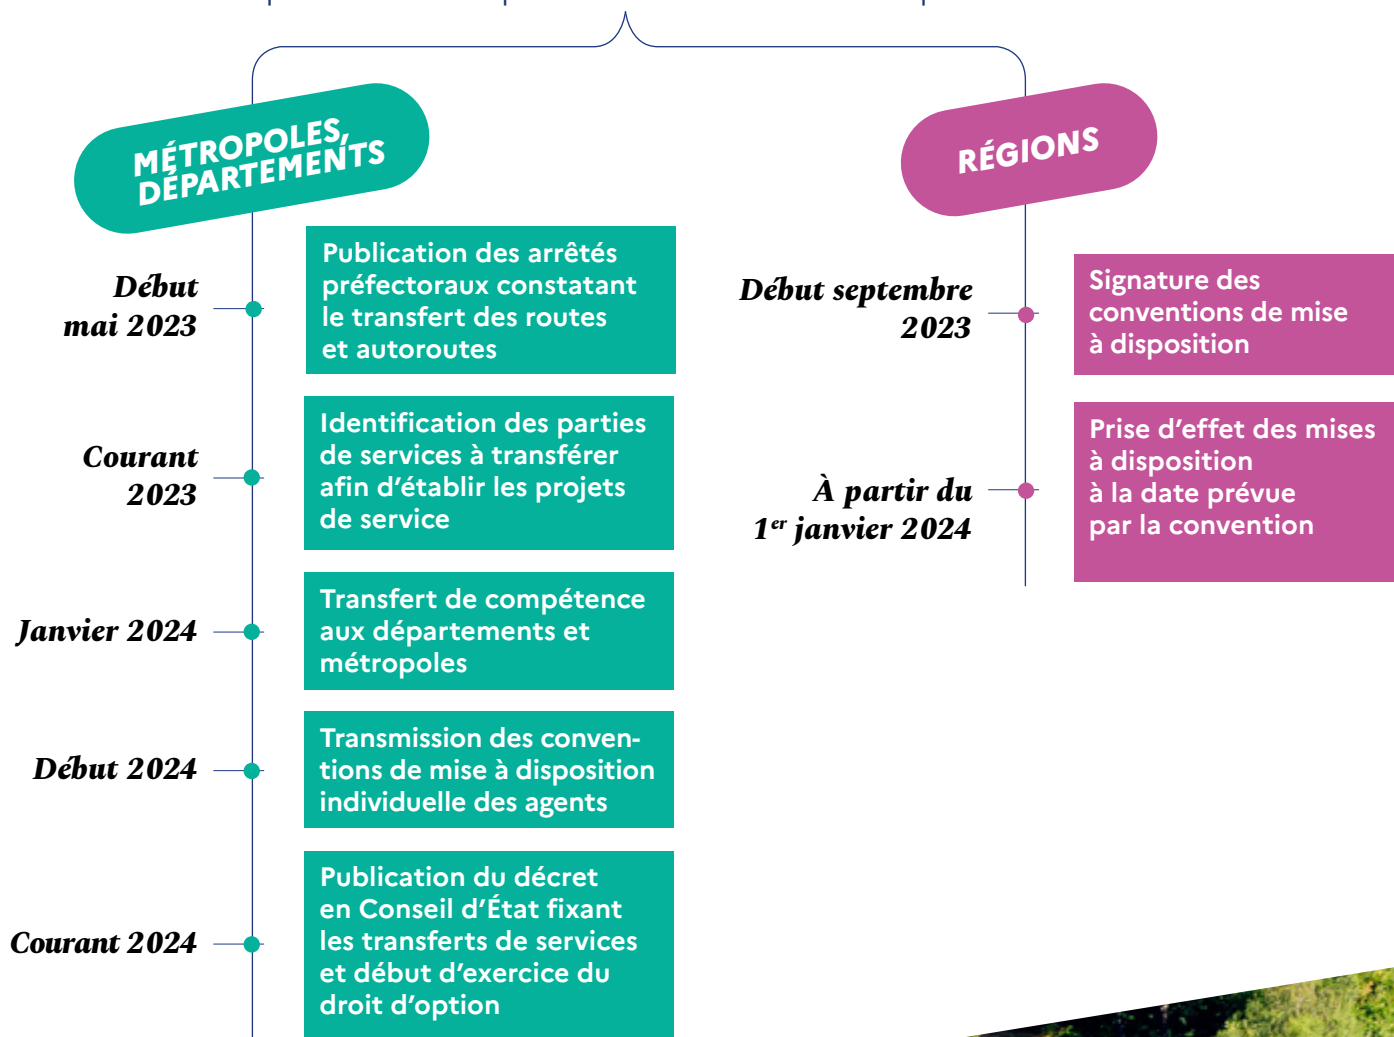 MÉTROPOLES,
DÉPARTEMENTS
Début
mai 2023
Publication des arrêtés
préfectoraux constatant
le transfert des routes
et autoroutes
Courant
2023
Identification des parties
de services à transférer
afin d'établir les projets
de service
Janvier 2024
Transfert de compétence
aux départements et
métropoles
Début 2024
Transmission des conven-
tions de mise à disposition
individuelle des agents
Courant 2024
Publication du décret
en Conseil d'État fixant
les transferts de services
et début d'exercice du
droit d'option
RÉGIONS
Début septembre
2023
Signature des
conventions de mise
à disposition
À partir du
1er janvier 2024
Prise d'effet des mises
à disposition
à la date prévue
par la convention